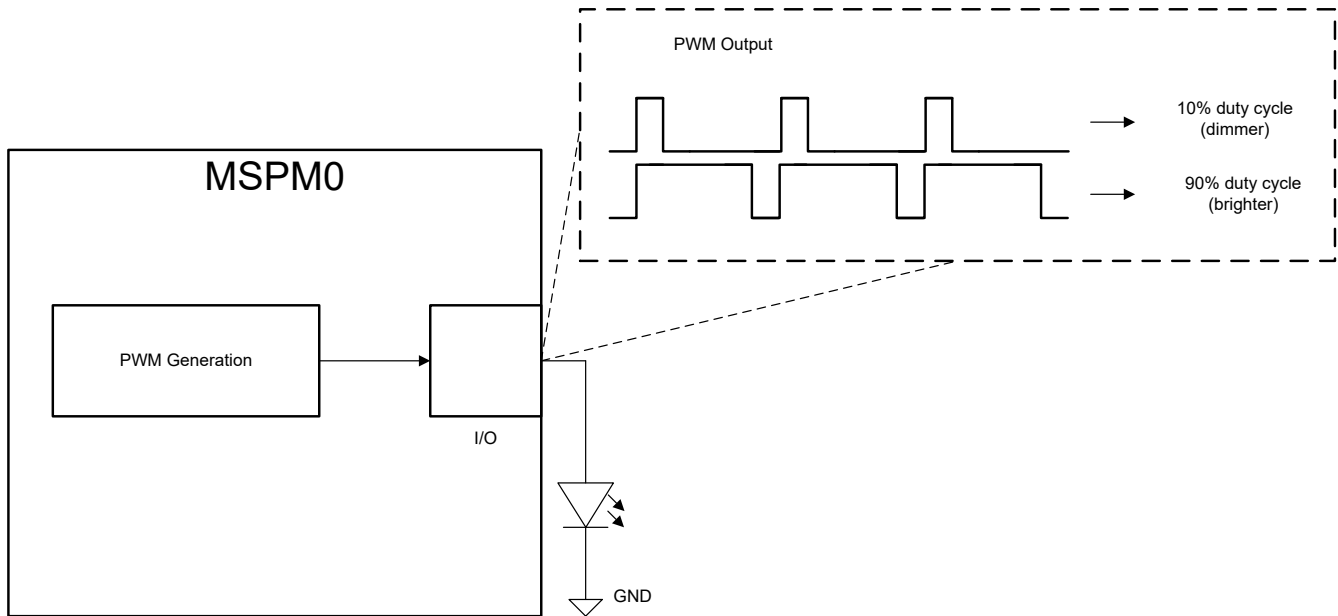 PWM Output
10% duty cycle
(dimmer)
90% duty cycle
(brighter)
MSPM0
PWM Generation
I/O
GND